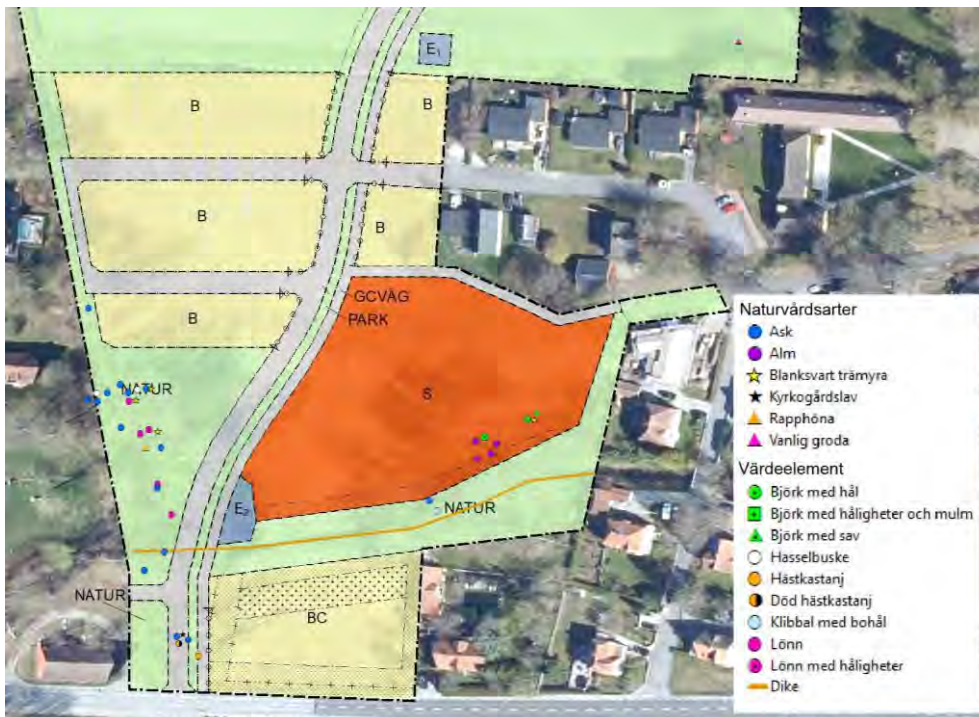 E1
B
B
B
B
GCVÄG
PARK
B
NATUR
S
E2
NATUR
NATUR
BC
Naturvårdsarter
Ask
Alm
Blanksvart trämyra
Kyrkogårdslav
Rapphöna
Vanlig groda
Värdeelement
Björk med hål
Björk med håligheter och mulm
Björk med sav
Hasselbuske
Hästkastanj
Död hästkastanj
Klibbal med bohål
Lönn
Lönn med håligheter
Dike